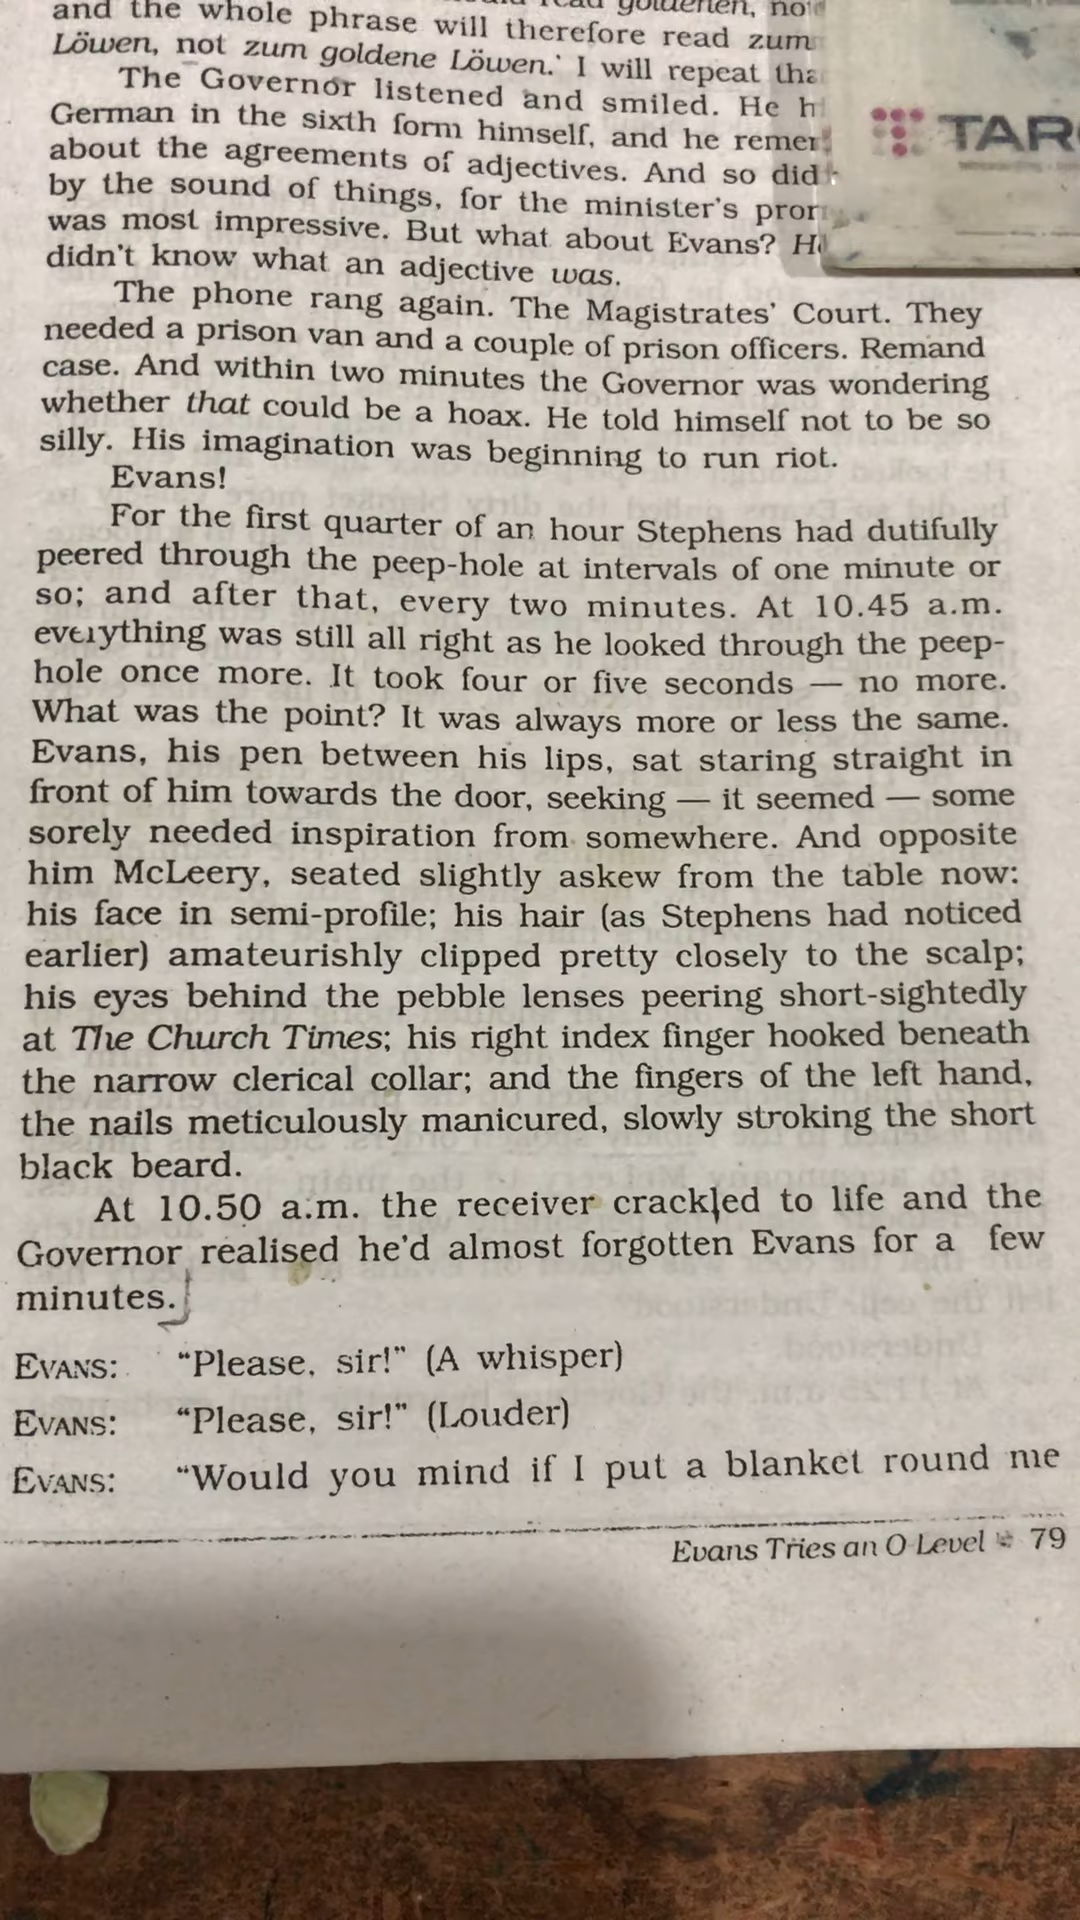 and the whole phrase will therefore read zum
Löwen, not zum goldene Löwen.' I will repeat
The Governor listened and smiled. He
German in the sixth form himself, and he
about the agreements of adjectives. And so did
by the sound of things, for the minister's
was most impressive. But what about Evans?
didn't know what an adjective was.
The phone rang again. The Magistrates' Court. They
needed a prison van and a couple of prison officers. Remand
case. And within two minutes the Governor was wondering
whether that could be a hoax. He told himself not to be so
silly. His imagination was beginning to run riot.
Evans!
For the first quarter of an hour Stephens had dutifully
peered through the peep-hole at intervals of one minute or
so; and after that, every two minutes. At 10.45 a.m.
everything was still all right as he looked through the peep-
hole once more. It took four or five seconds — no more.
What was the point? It was always more or less the same.
Evans, his pen between his lips, sat staring straight in
front of him towards the door, seeking — it seemed — some
sorely needed inspiration from somewhere. And opposite
him McLeery, seated slightly askew from the table now:
his face in semi-profile; his hair (as Stephens had noticed
earlier) amateurishly clipped pretty closely to the scalp;
his eyes behind the pebble lenses peering short-sightedly
at The Church Times; his right index finger hooked beneath
the narrow clerical collar; and the fingers of the left hand,
the nails meticulously manicured, slowly stroking the short
black beard.
At 10.50 a.m. the receiver crackled to life and the
Governor realised he'd almost forgotten Evans for a few
minutes.
EVANS: "Please, sir!" (A whisper)
EVANS: "Please, sir!" (Louder)
EVANS: "Would you mind if I put a blanket round me
Evans Tries an O Level 79